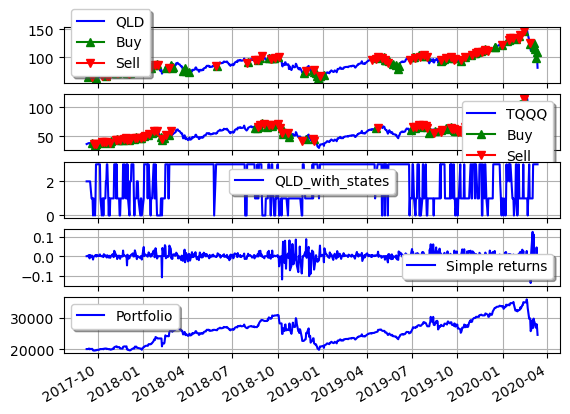 150
100
QLD
Buy
Sell
100
50
TQQQ
Buy
Sell
2
0
QLD_with_states
0.1
0.0
−0.1
Simple returns
30000
20000
Portfolio
2017-10
2018-01
2018-04
2018-07
2018-10
2019-01
2019-04
2019-07
2019-10
2020-01
2020-04